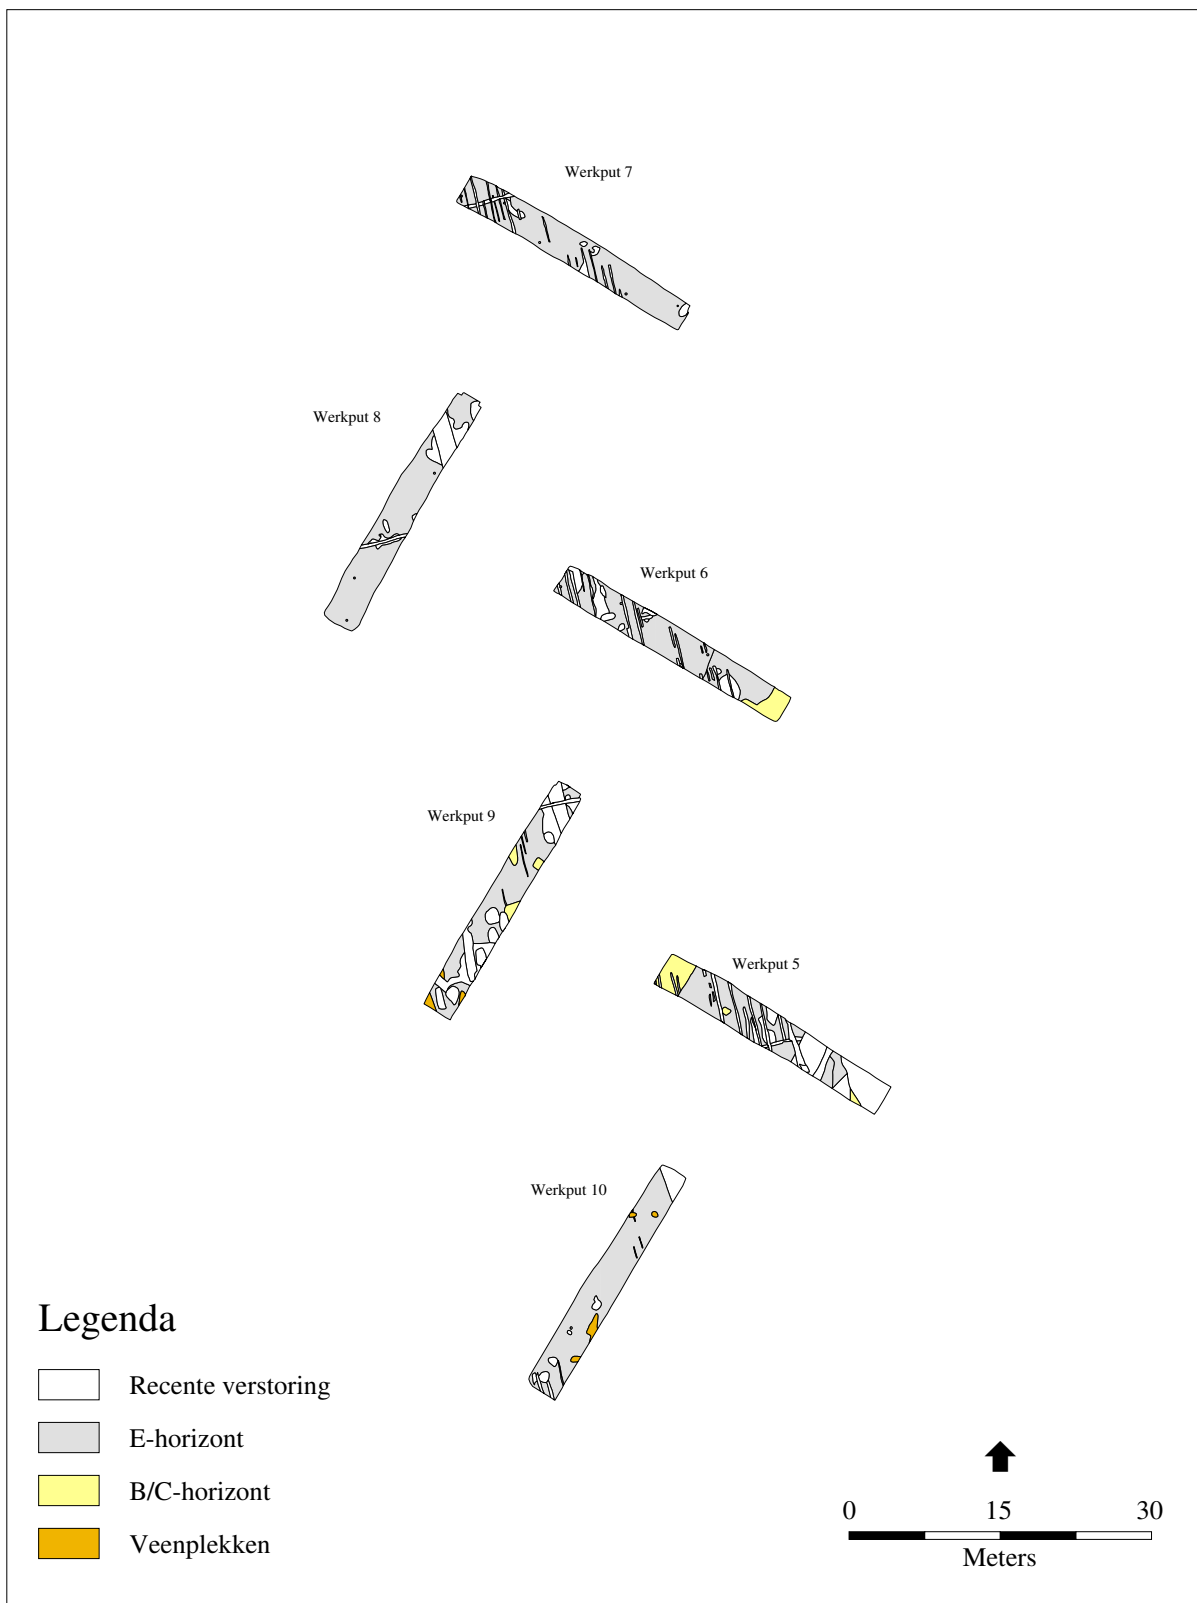 Werkput 7
Werkput 8
Werkput 6
Werkput 9
Werkput 5
Werkput 10
Legenda
Recente verstoring
E-horizont
B/C-horizont
Veenplekken
0 15 30
Meters